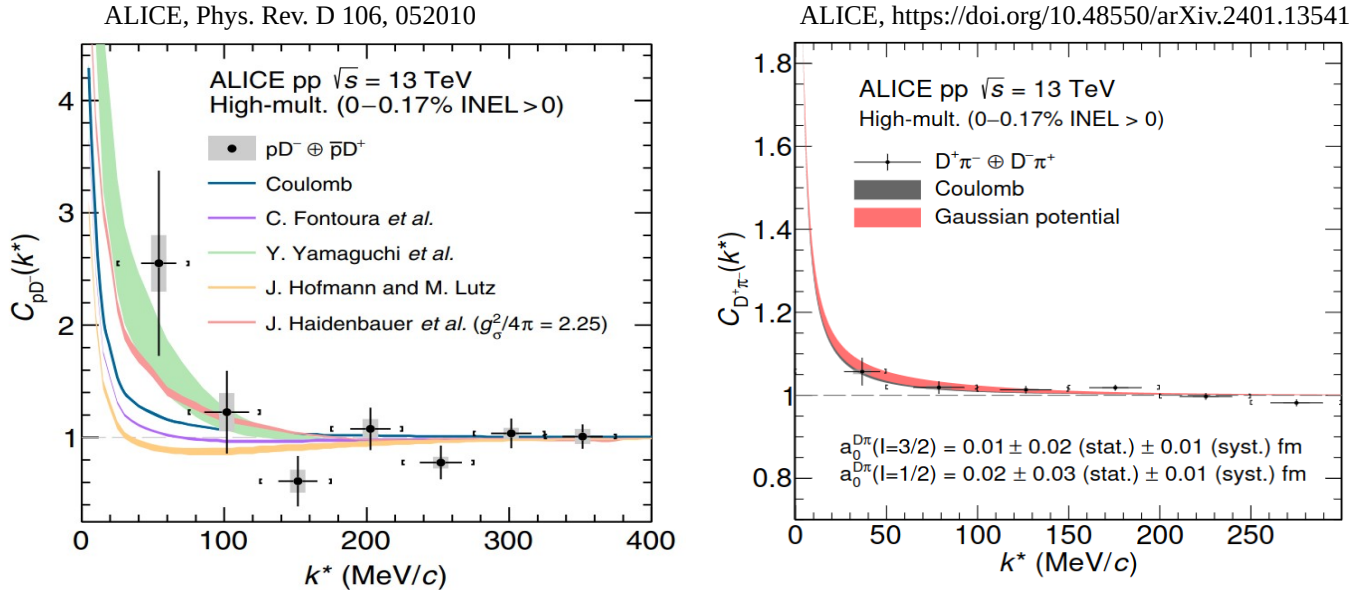 ALICE, Phys. Rev. D 106, 052010
ALICE pp √s = 13 TeV
High-mult. (0−0.17% INEL > 0)
pD⁻ ⊕ p̅D⁺
Coulomb
C. Fontoura et al.
Y. Yamaguchi et al.
J. Hofmann and M. Lutz
J. Haidenbauer et al. (g²σ/4π = 2.25)
C_pD⁻(k*)
4
3
2
1
0 100 200 300 400
k* (MeV/c)
ALICE, https://doi.org/10.48550/arXiv.2401.13541
ALICE pp √s = 13 TeV
High-mult. (0−0.17% INEL > 0)
D⁺π⁻ ⊕ D⁻π⁺
Coulomb
Gaussian potential
C_D⁺π⁻(k*)
1.8
1.6
1.4
1.2
1
0.8
a₀^Dπ(I=3/2) = 0.01 ± 0.02 (stat.) ± 0.01 (syst.) fm
a₀^Dπ(I=1/2) = 0.02 ± 0.03 (stat.) ± 0.01 (syst.) fm
0 50 100 150 200 250
k* (MeV/c)